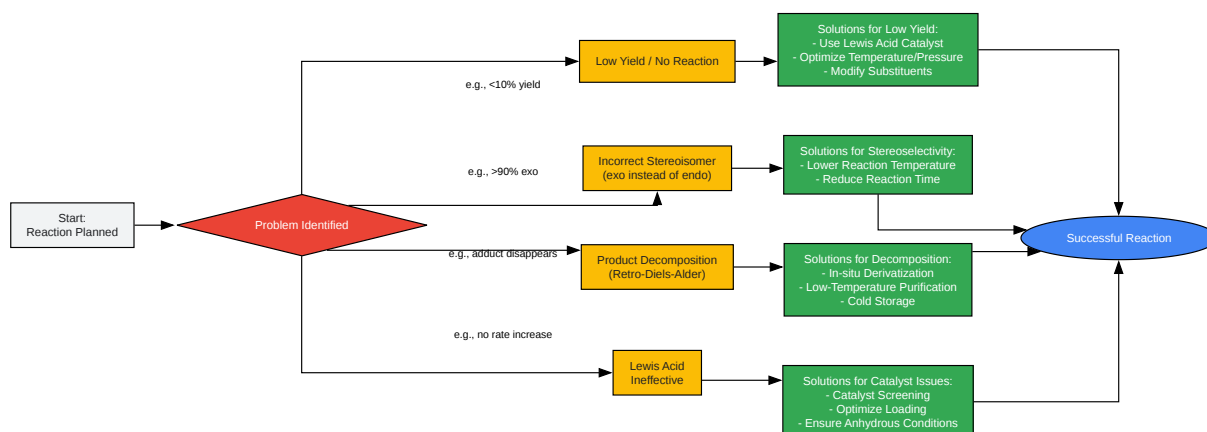 Start:
Reaction Planned
Problem Identified
e.g., <10% yield
Low Yield / No Reaction
Solutions for Low Yield:
- Use Lewis Acid Catalyst
- Optimize Temperature/Pressure
- Modify Substituents
e.g., >90% exo
Incorrect Stereoisomer
(exo instead of endo)
Solutions for Stereoselectivity:
- Lower Reaction Temperature
- Reduce Reaction Time
e.g., adduct disappears
Product Decomposition
(Retro-Diels-Alder)
Solutions for Decomposition:
- In-situ Derivatization
- Low-Temperature Purification
- Cold Storage
e.g., no rate increase
Lewis Acid
Ineffective
Solutions for Catalyst Issues:
- Catalyst Screening
- Optimize Loading
- Ensure Anhydrous Conditions
Successful Reaction